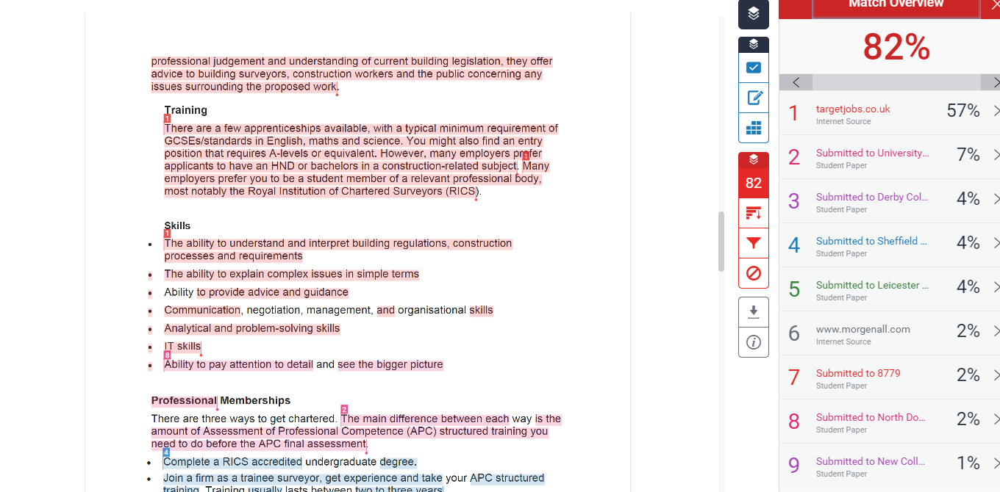 professional judgement and understanding of current building legislation, they offer
advice to building surveyors, construction workers and the public concerning any
issues surrounding the proposed work.
Training
1
There are a few apprenticeships available, with a typical minimum requirement of
GCSEs/standards in English, maths and science. You might also find an entry
position that requires A-levels or equivalent. However, many employers prefer
applicants to have an HND or bachelors in a construction-related subject. Many
employers prefer you to be a student member of a relevant professional body,
most notably the Royal Institution of Chartered Surveyors (RICS).
Skills
1
• The ability to understand and interpret building regulations, construction
processes and requirements
• The ability to explain complex issues in simple terms
• Ability to provide advice and guidance
• Communication, negotiation, management, and organisational skills
• Analytical and problem-solving skills
• IT skills
8
• Ability to pay attention to detail and see the bigger picture
Professional Memberships
2
There are three ways to get chartered. The main difference between each way is the
amount of Assessment of Professional Competence (APC) structured training you
need to do before the APC final assessment.
4
• Complete a RICS accredited undergraduate degree.
• Join a firm as a trainee surveyor, get experience and take your APC structured
training. Training usually lasts between two to three years
82
Match Overview
82%
1 targetjobs.co.uk 57%
Internet Source
2 Submitted to University... 7%
Student Paper
3 Submitted to Derby Col... 4%
Student Paper
4 Submitted to Sheffield ... 4%
Student Paper
5 Submitted to Leicester ... 4%
Student Paper
6 www.morgenall.com 2%
Internet Source
7 Submitted to 8779 2%
Student Paper
8 Submitted to North Do... 2%
Student Paper
9 Submitted to New Coll... 1%
Student Paper